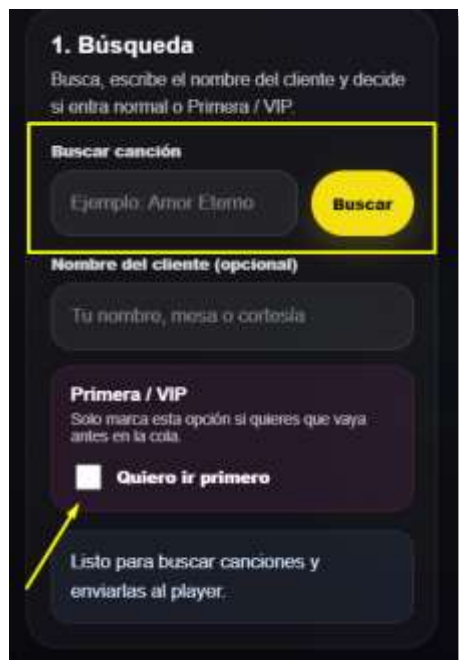 1. Búsqueda
Busca, escribe el nombre del cliente y decide
si entra normal o Primera / VIP.
Buscar canción
Ejemplo: Amor Eterno
Buscar
Nombre del cliente (opcional)
Tu nombre, mesa o cortesía
Primera / VIP
Solo marca esta opción si quieres que vaya
antes en la cola.
Quiero ir primero
Listo para buscar canciones y
enviarlas al player.